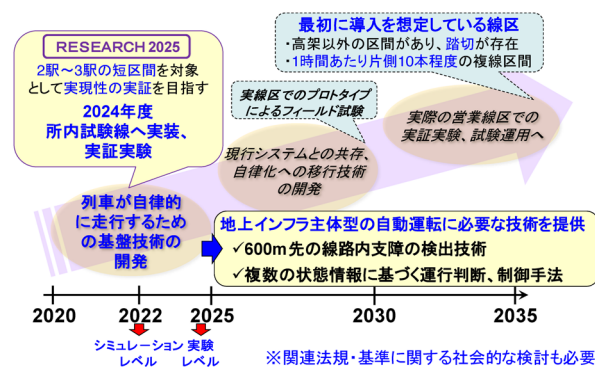 RESEARCH 2025
2駅～3駅の短区間を対象
として実現性の実証を目指す
2024年度
所内試験線へ実装、
実証実験
最初に導入を想定している線区
・高架以外の区間があり、踏切が存在
・1時間あたり片側10本程度の複線区間
実線区でのプロトタイプ
によるフィールド試験
実際の営業線区での
実証実験、試験運用へ
現行システムとの共存、
自律化への移行技術
の開発
列車が自律的
に走行するため
の基盤技術の
開発
地上インフラ主体型の自動運転に必要な技術を提供
✓600m先の線路内支障の検出技術
✓複数の状態情報に基づく運行判断、制御手法
2020 2022 2025 2030 2035
シミュレーション 実験
レベル レベル
※関連法規・基準に関する社会的な検討も必要